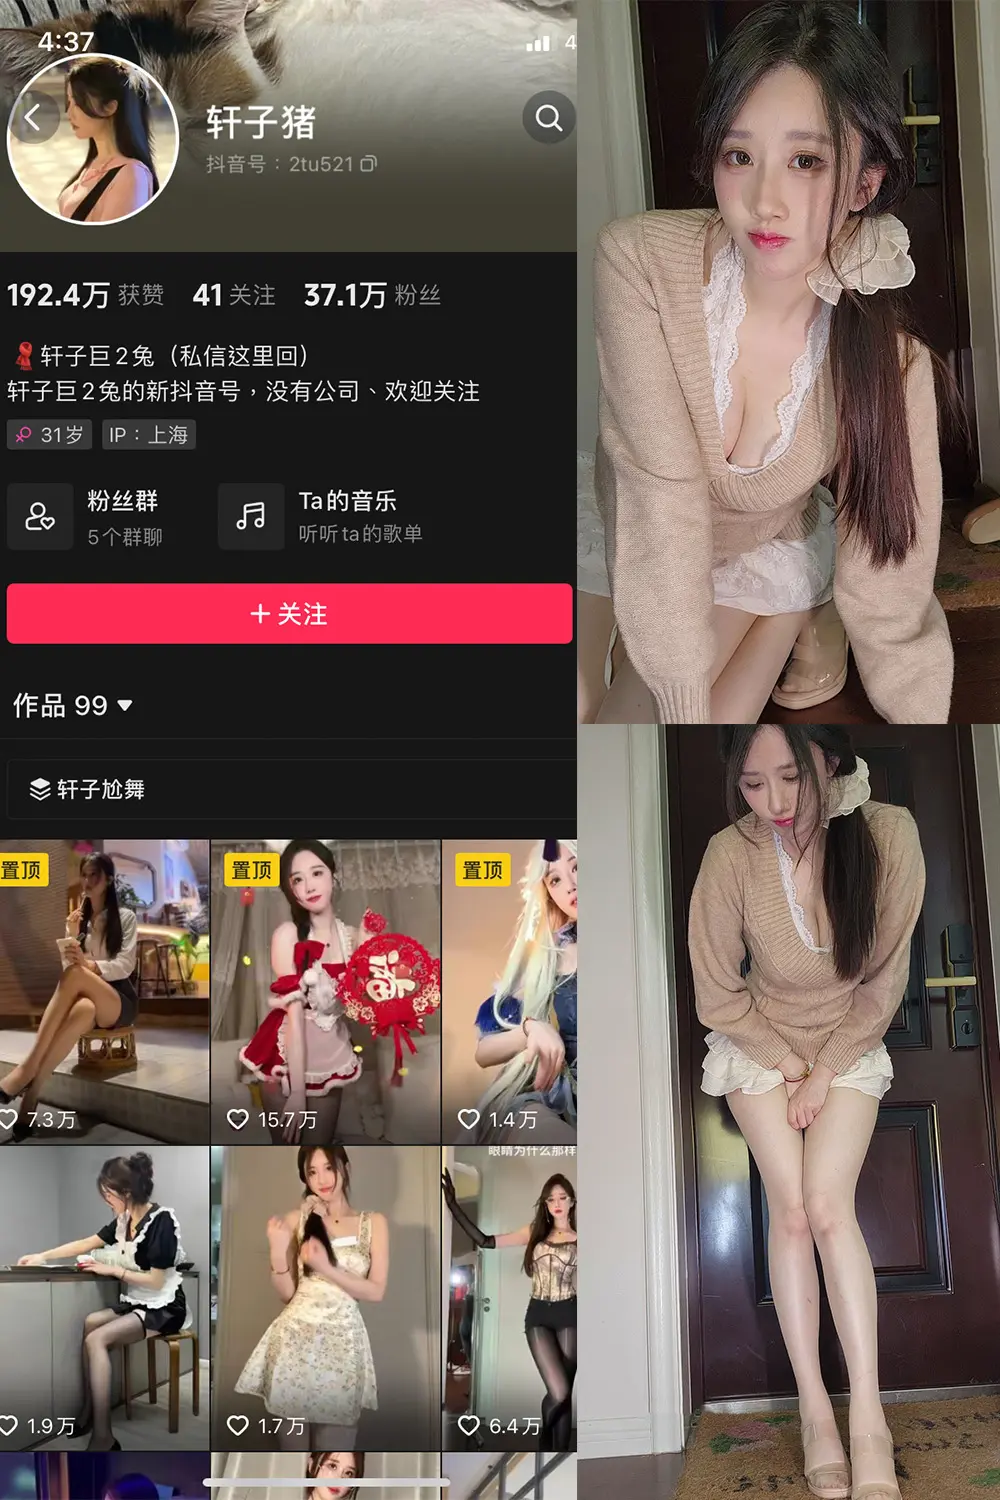 4:37
4
轩子猪
抖音号：2tu521
192.4万 获赞 41 关注 37.1万 粉丝
轩子巨2兔（私信这里回）
轩子巨2兔的新抖音号，没有公司、欢迎关注
31岁 IP：上海
粉丝群
5个群聊
Ta的音乐
听听ta的歌单
+ 关注
作品 99
轩子尬舞
置顶 置顶 置顶
福
7.3万 15.7万 1.4万
眼睛为什么那样
1.9万 1.7万 6.4万